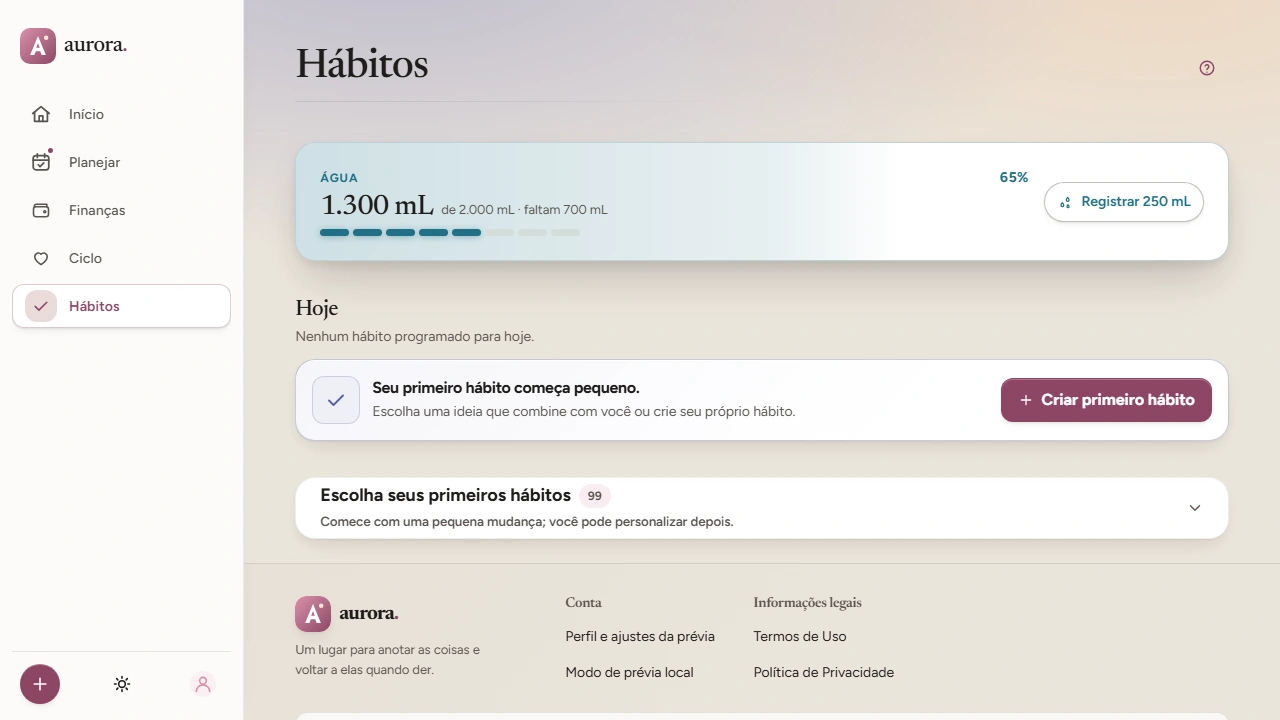 aurora.
Início
Planejar
Finanças
Ciclo
Hábitos
Hábitos
ÁGUA
1.300 mL de 2.000 mL · faltam 700 mL
65%
Registrar 250 mL
Hoje
Nenhum hábito programado para hoje.
Seu primeiro hábito começa pequeno.
Escolha uma ideia que combine com você ou crie seu próprio hábito.
Criar primeiro hábito
Escolha seus primeiros hábitos 99
Comece com uma pequena mudança; você pode personalizar depois.
aurora.
Um lugar para anotar as coisas e
voltar a elas quando der.
Conta
Perfil e ajustes da prévia
Modo de prévia local
Informações legais
Termos de Uso
Política de Privacidade